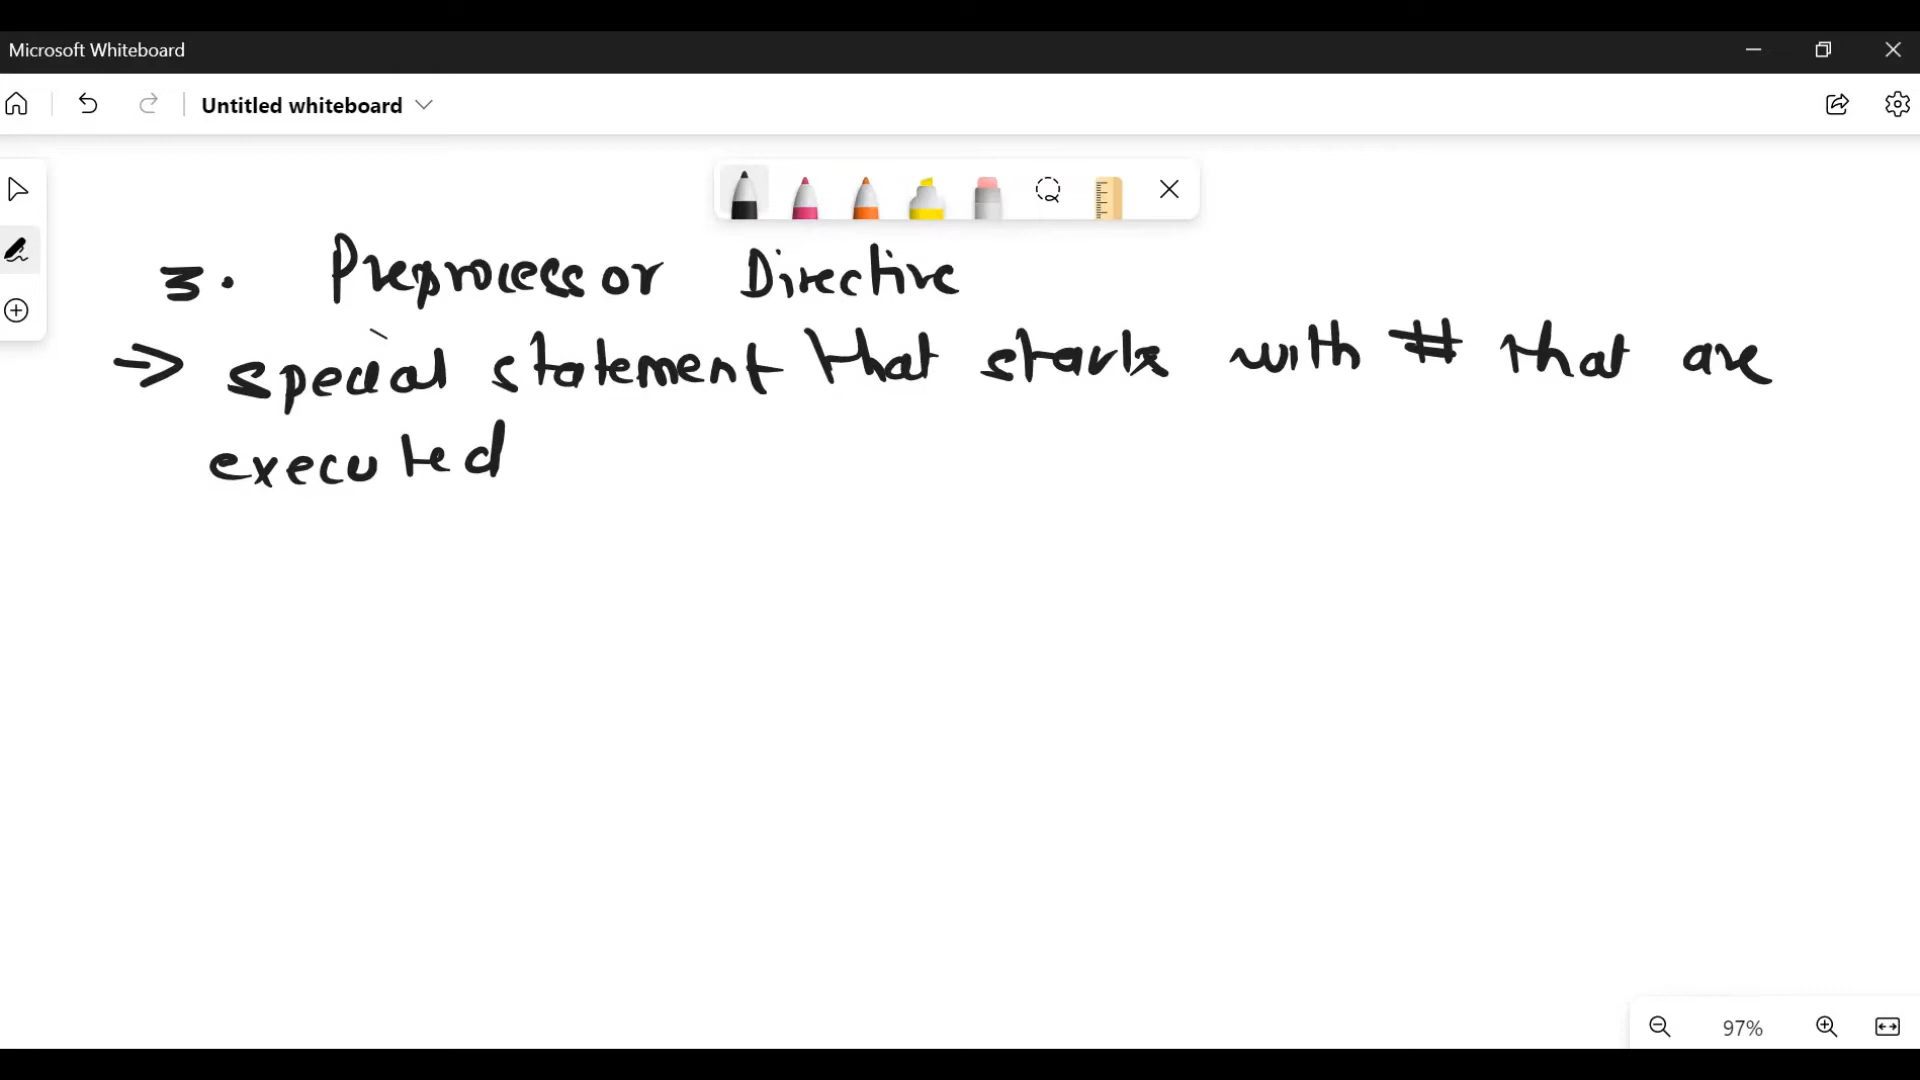 Microsoft Whiteboard
Untitled whiteboard
3. Preprocessor Directive
=> special statement that starts with # that are
executed
97%